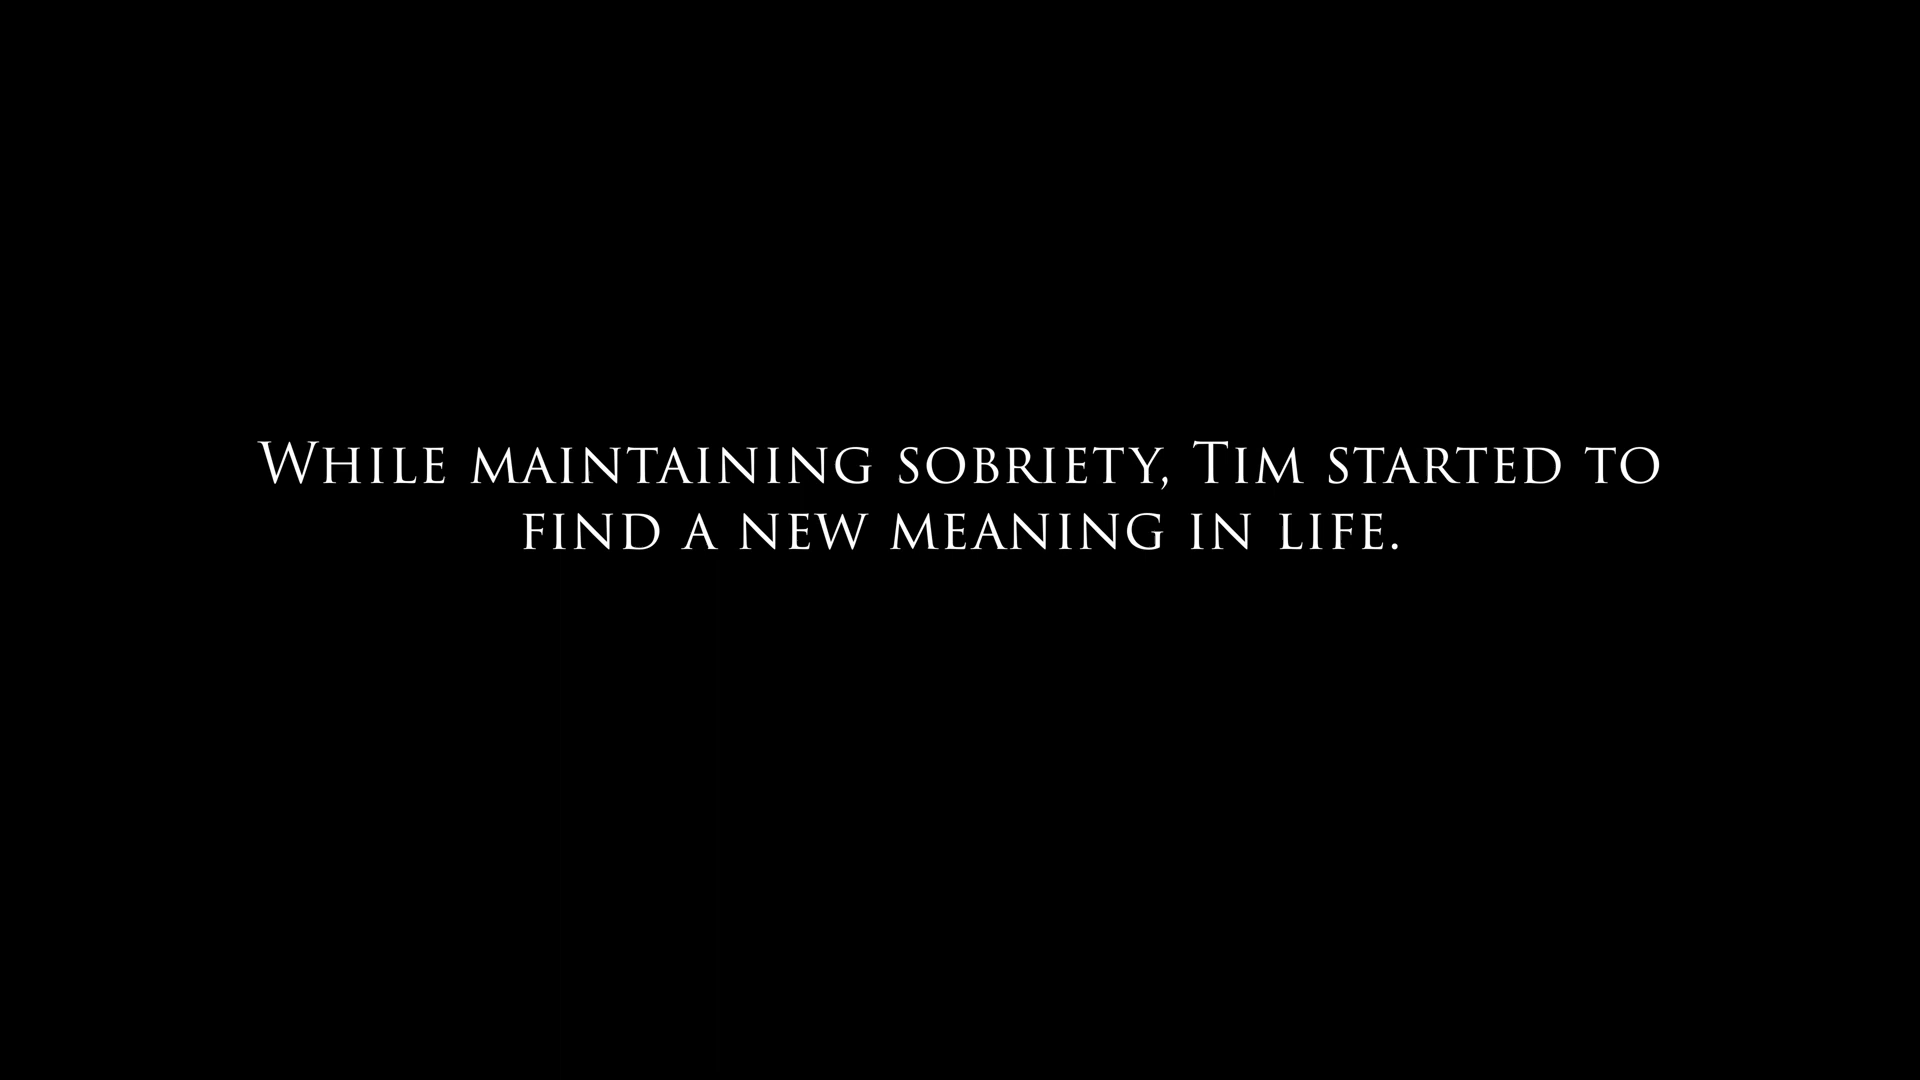 While maintaining sobriety, Tim started to
find a new meaning in life.